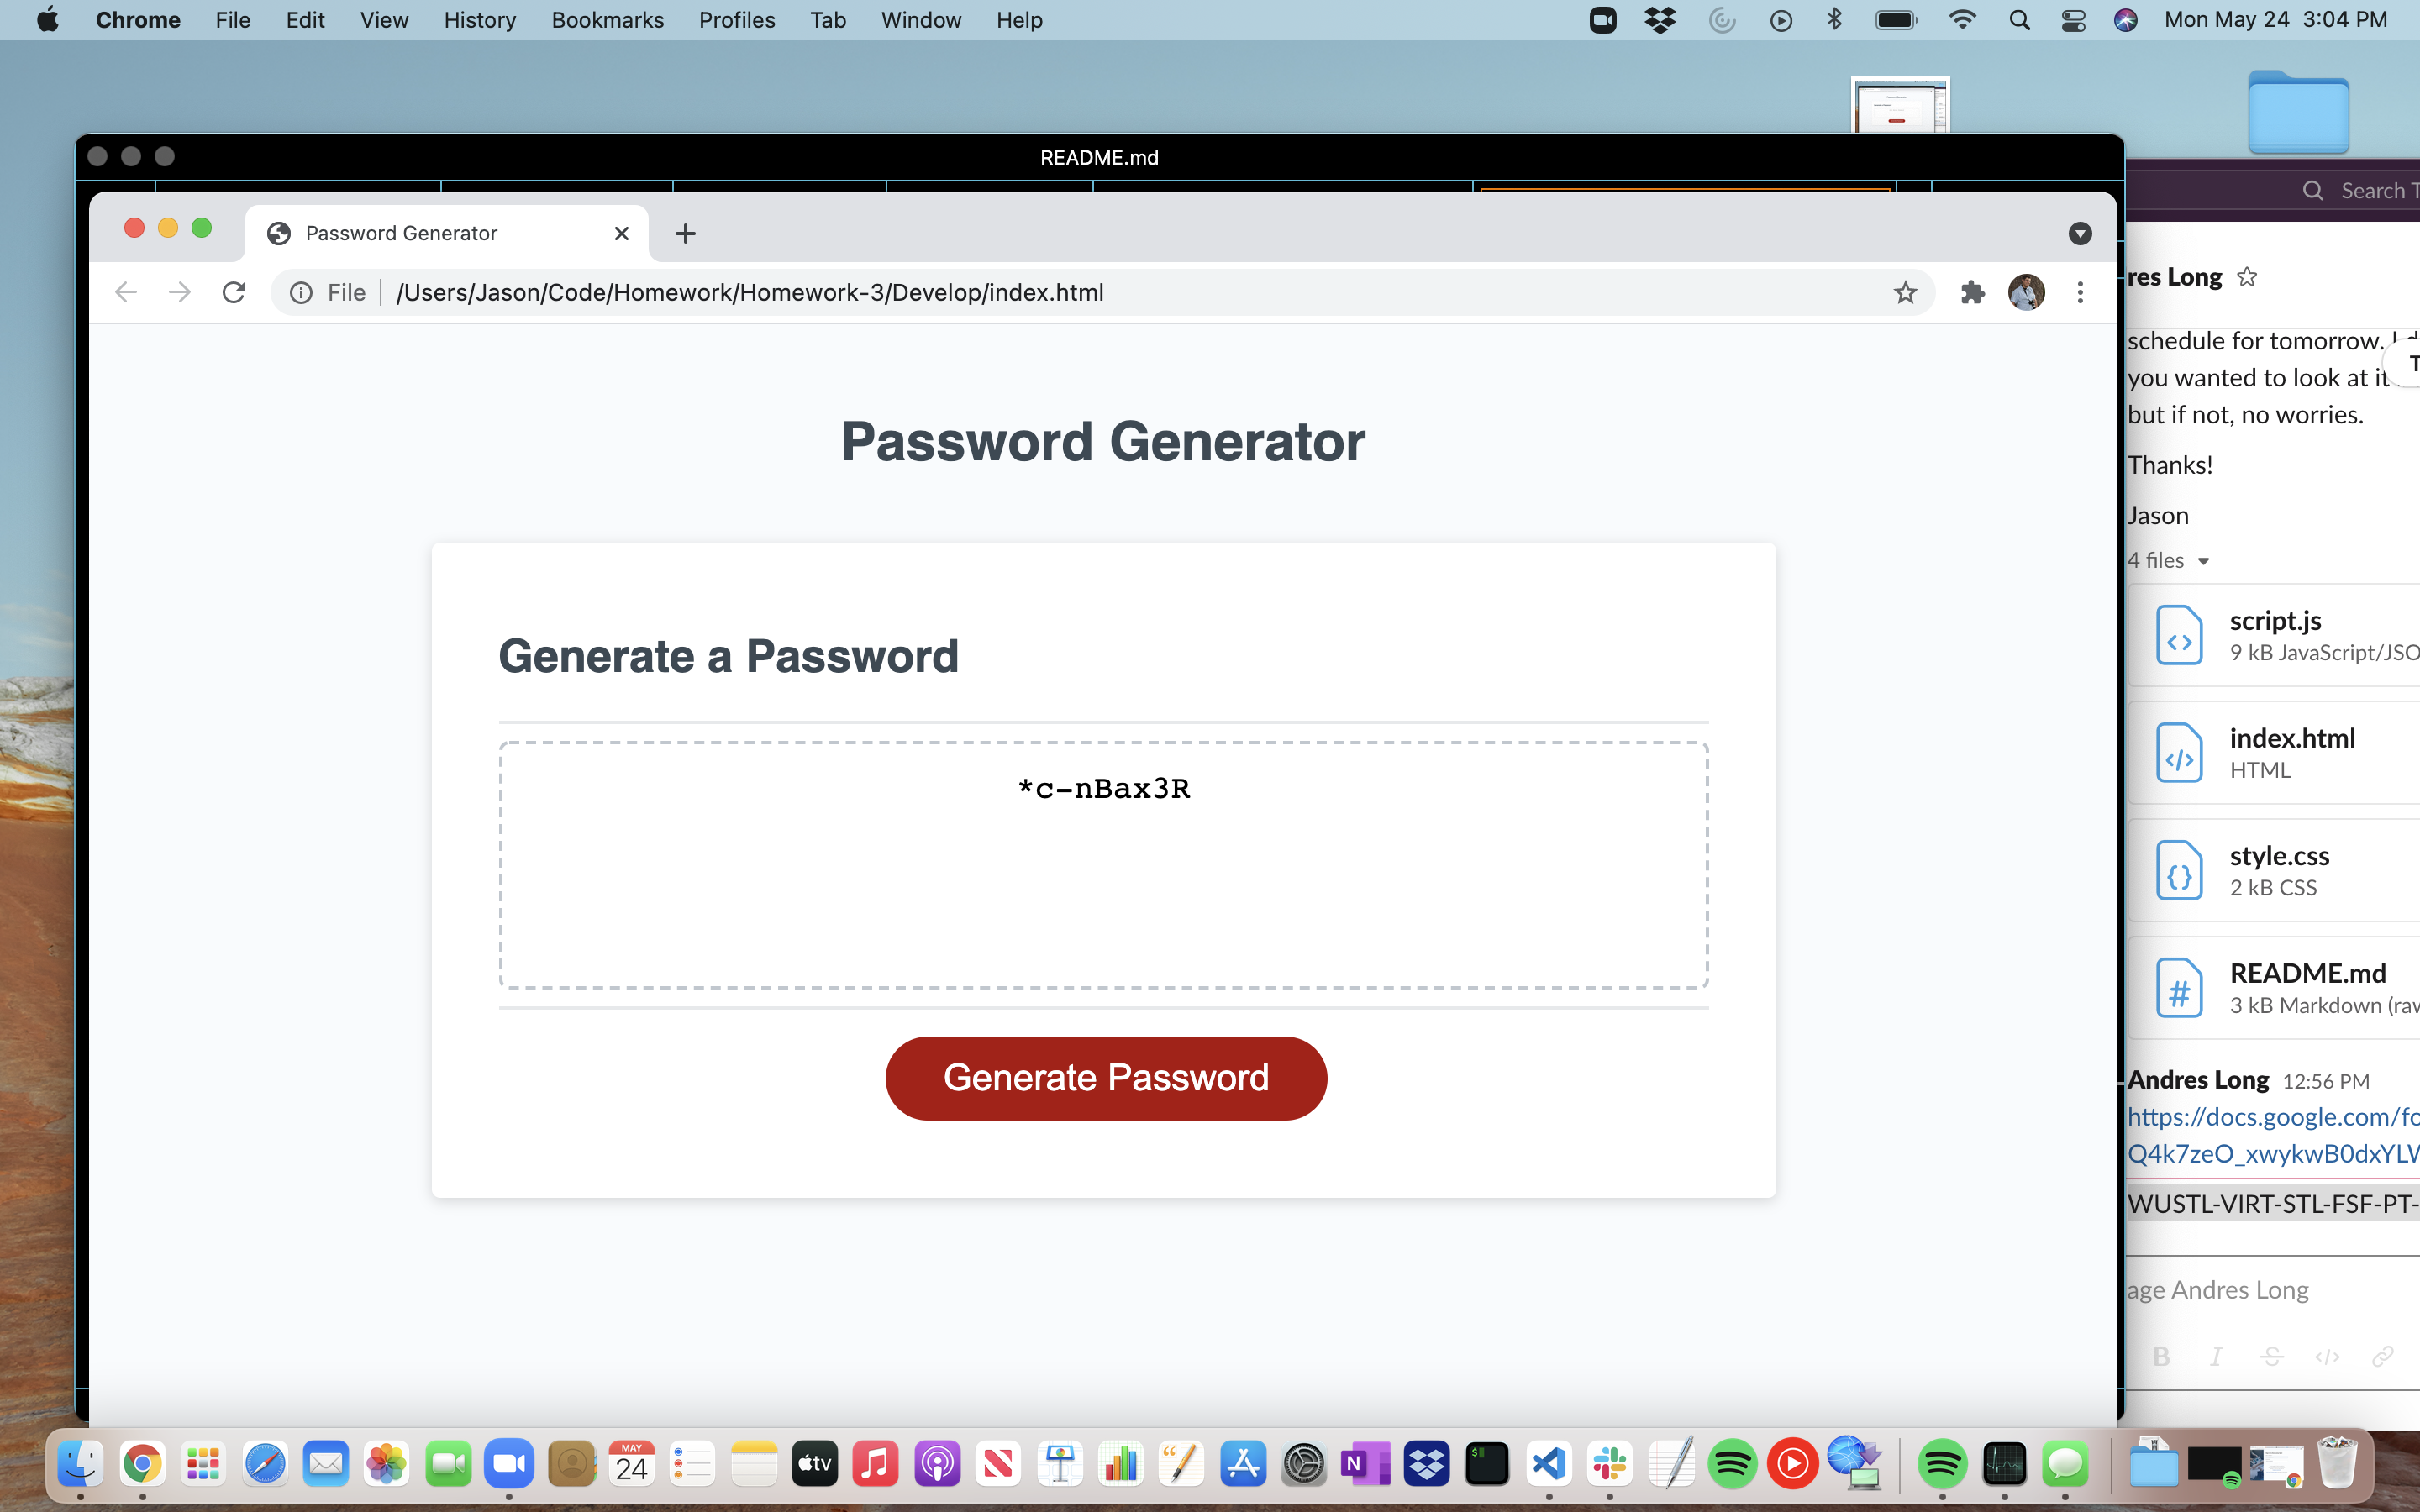 Chrome File Edit View History Bookmarks Profiles Tab Window Help Mon May 24 3:04 PM
README.md
Search
Password Generator
File /Users/Jason/Code/Homework/Homework-3/Develop/index.html
Password Generator
Generate a Password
*c-nBax3R
Generate Password
res Long
schedule for tomorrow. I
you wanted to look at it
but if not, no worries.
Thanks!
Jason
4 files
script.js
9 kB JavaScript/JSO
index.html
HTML
style.css
2 kB CSS
README.md
3 kB Markdown (raw
Andres Long 12:56 PM
https://docs.google.com/fo
Q4k7zeO_xwykwB0dxYLW
WUSTL-VIRT-STL-FSF-PT-
age Andres Long
MAY
24
tv
N